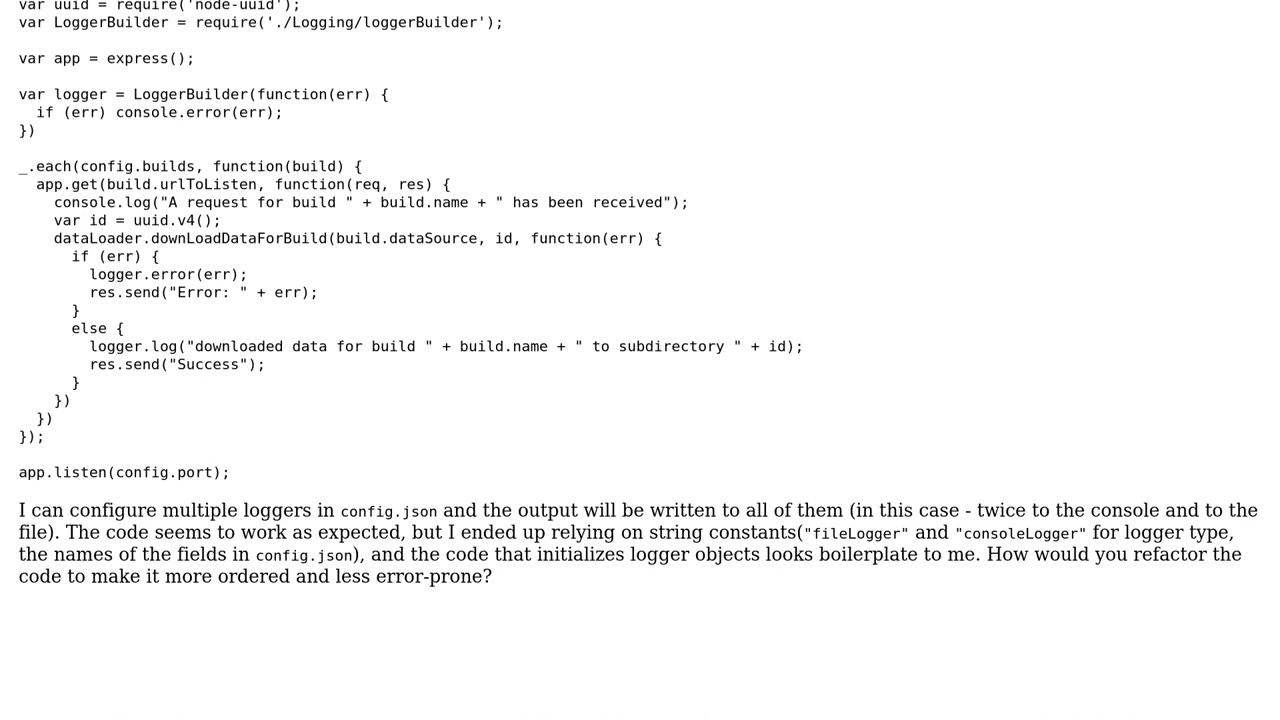 var uuid = require('node-uuid');
var LoggerBuilder = require('./Logging/loggerBuilder');

var app = express();

var logger = LoggerBuilder(function(err) {
  if (err) console.error(err);
})

_.each(config.builds, function(build) {
  app.get(build.urlToListen, function(req, res) {
    console.log("A request for build " + build.name + " has been received");
    var id = uuid.v4();
    dataLoader.downLoadDataForBuild(build.dataSource, id, function(err) {
      if (err) {
        logger.error(err);
        res.send("Error: " + err);
      }
      else {
        logger.log("downloaded data for build " + build.name + " to subdirectory " + id);
        res.send("Success");
      }
    })
  })
});

app.listen(config.port);

I can configure multiple loggers in config.json and the output will be written to all of them (in this case - twice to the console and to the
file). The code seems to work as expected, but I ended up relying on string constants("fileLogger" and "consoleLogger" for logger type,
the names of the fields in config.json), and the code that initializes logger objects looks boilerplate to me. How would you refactor the
code to make it more ordered and less error-prone?